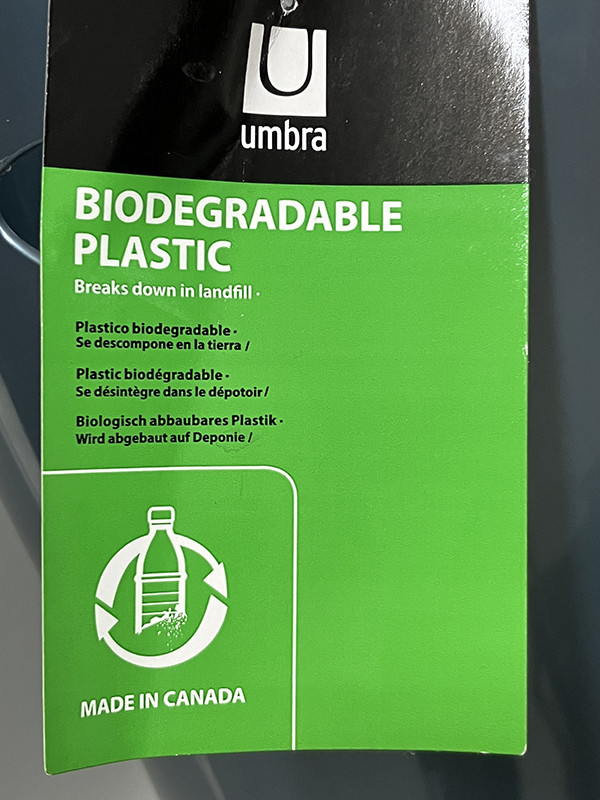 umbra
BIODEGRADABLE
PLASTIC
Breaks down in landfill ·
Plastico biodegradable ·
Se descompone en la tierra /
Plastic biodégradable ·
Se désintègre dans le dépotoir /
Biologisch abbaubares Plastik ·
Wird abgebaut auf Deponie /
MADE IN CANADA